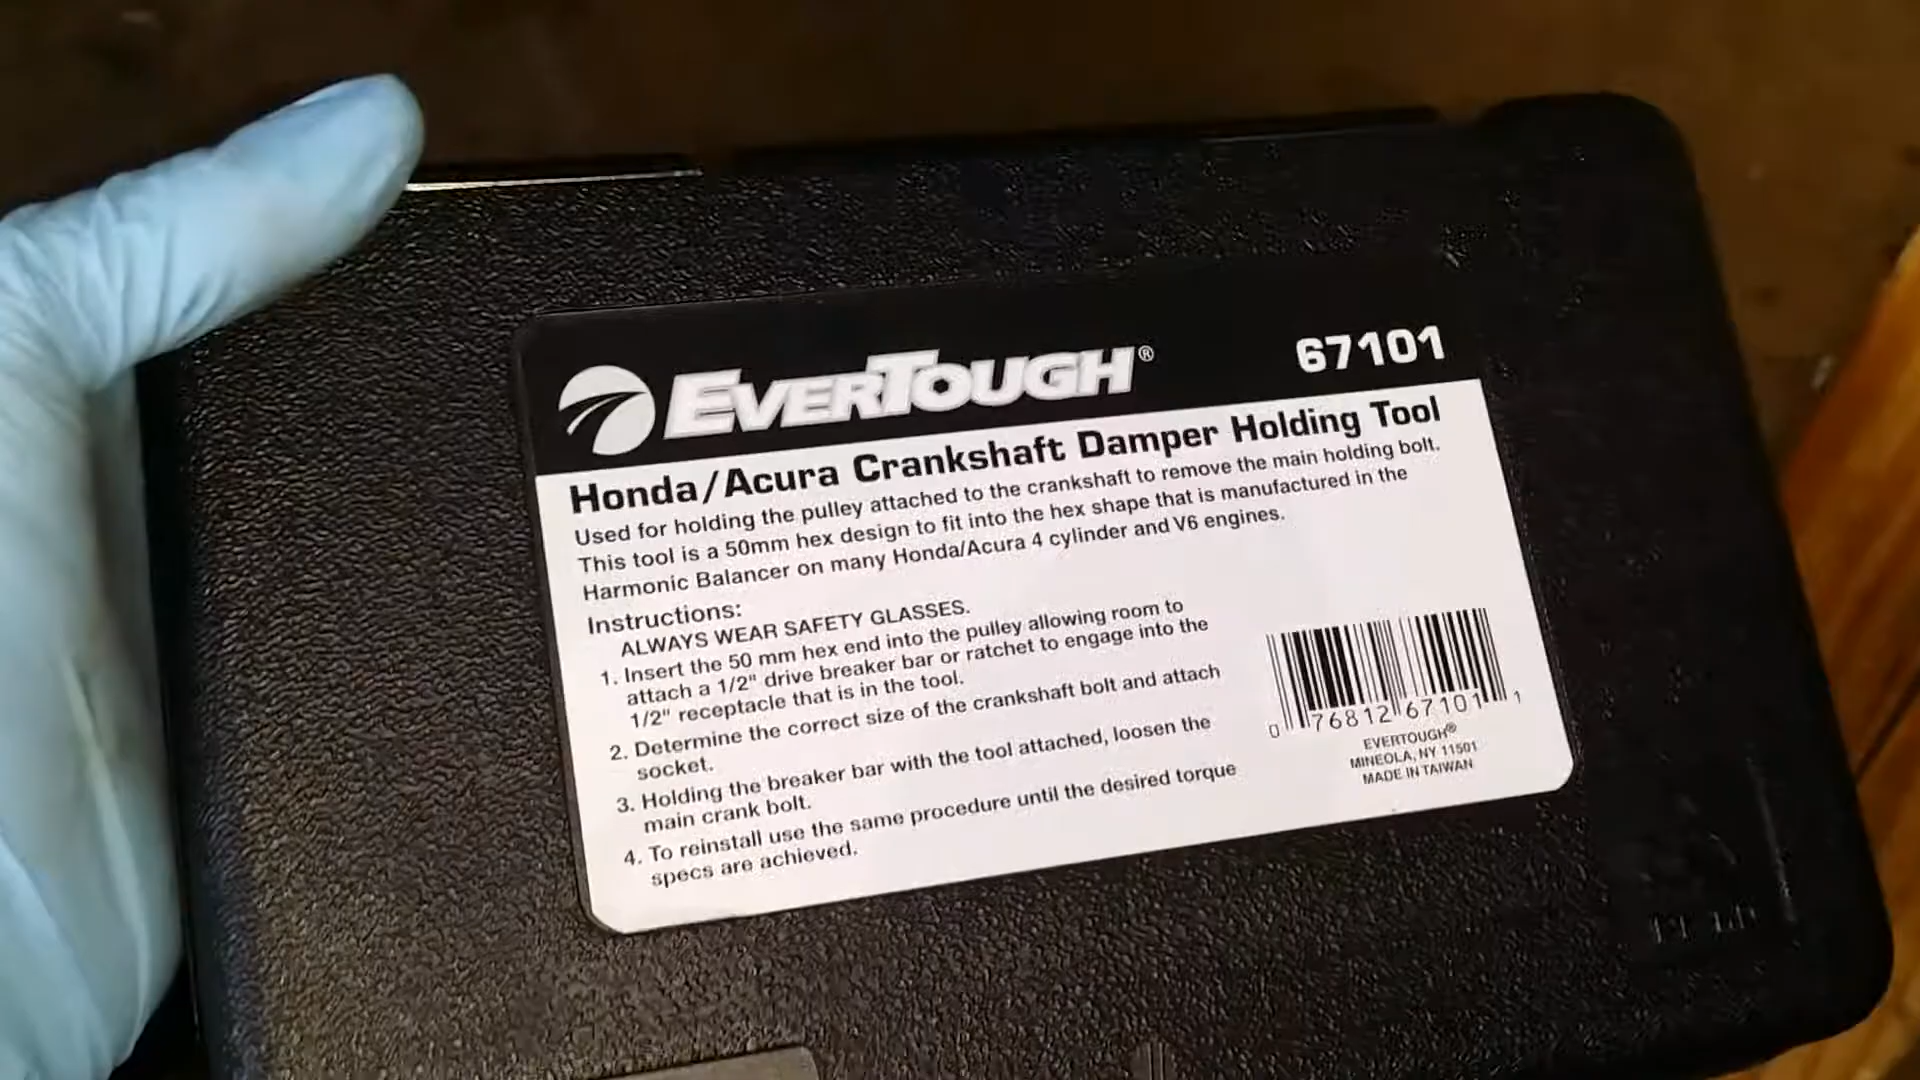 EVERTOUGH® 67101
Honda/Acura Crankshaft Damper Holding Tool
Used for holding the pulley attached to the crankshaft to remove the main holding bolt.
This tool is a 50mm hex design to fit into the hex shape that is manufactured in the
Harmonic Balancer on many Honda/Acura 4 cylinder and V6 engines.
Instructions:
ALWAYS WEAR SAFETY GLASSES.
1. Insert the 50 mm hex end into the pulley allowing room to
attach a 1/2" drive breaker bar or ratchet to engage into the
1/2" receptacle that is in the tool.
2. Determine the correct size of the crankshaft bolt and attach
socket.
3. Holding the breaker bar with the tool attached, loosen the
main crank bolt.
4. To reinstall use the same procedure until the desired torque
specs are achieved.
0 76812 67101 1
EVERTOUGH®
MINEOLA, NY 11501
MADE IN TAIWAN